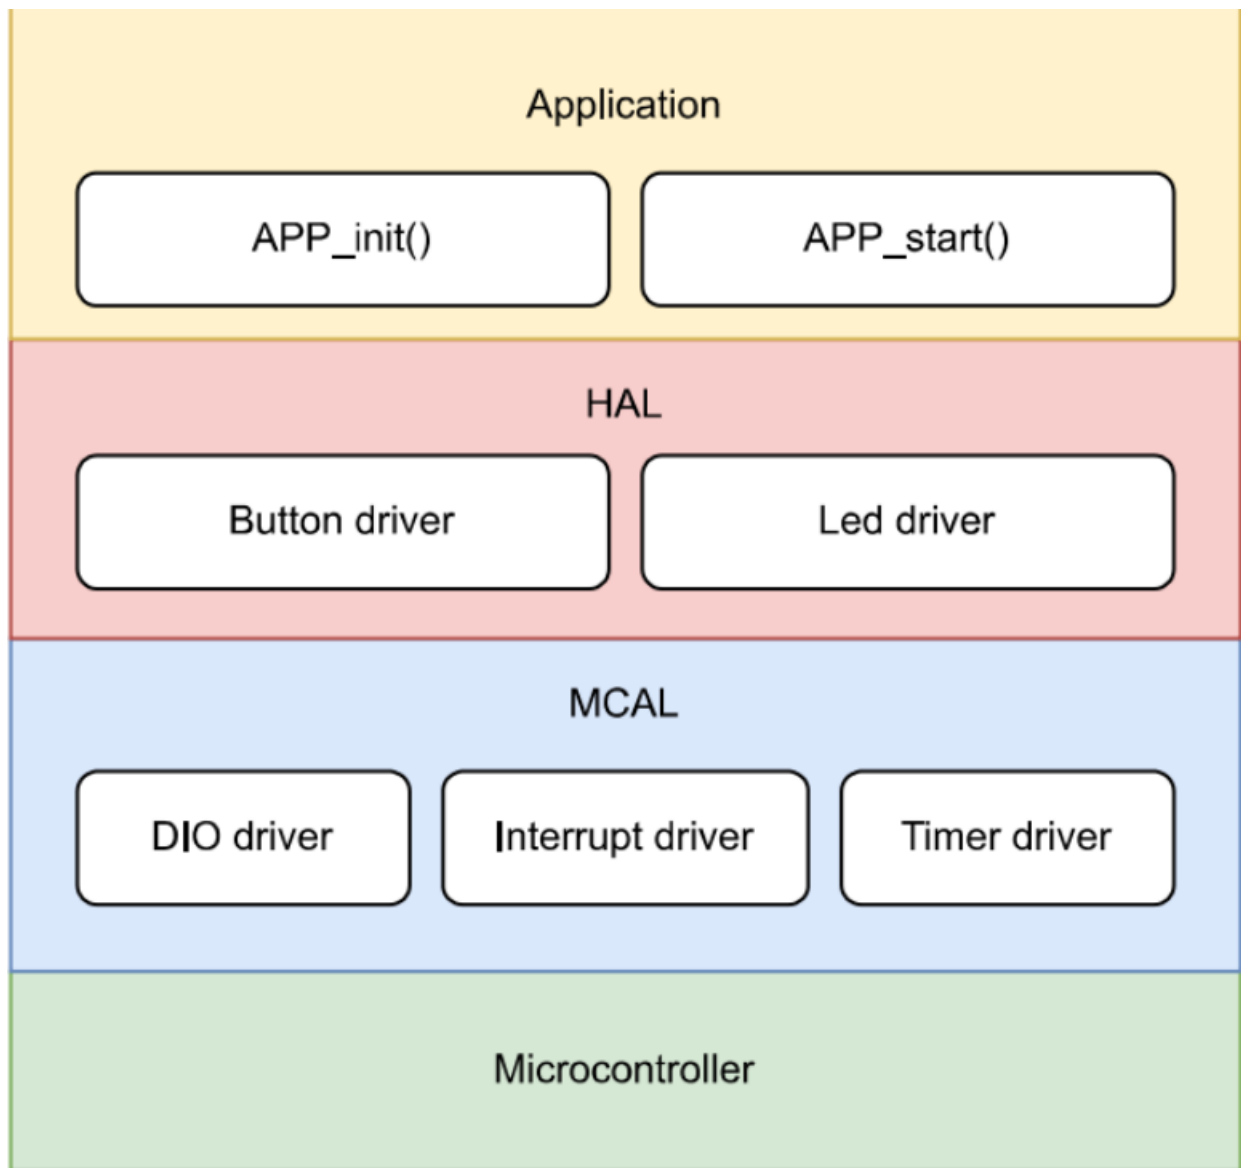 Application
APP_init()
APP_start()
HAL
Button driver
Led driver
MCAL
DIO driver
Interrupt driver
Timer driver
Microcontroller